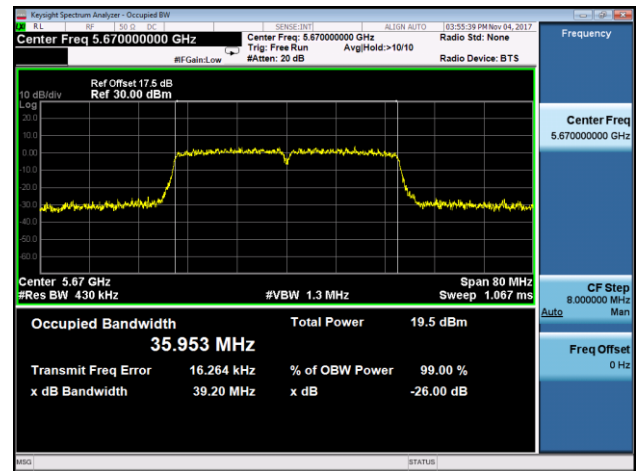 Keysight Spectrum Analyzer - Occupied BW
RL RF 50 Ω DC SENSE:INT ALIGN AUTO 03:55:39 PM Nov 04, 2017
Center Freq 5.670000000 GHz Center Freq: 5.670000000 GHz Radio Std: None Frequency
Trig: Free Run Avg|Hold:>10/10
#IFGain:Low #Atten: 20 dB Radio Device: BTS
Ref Offset 17.5 dB
10 dB/div Ref 30.00 dBm
Log
20.0
10.0
0.00
-10.0
-20.0
-30.0
-40.0
-50.0
-60.0
Center Freq
5.670000000 GHz
Center 5.67 GHz Span 80 MHz
#Res BW 430 kHz #VBW 1.3 MHz Sweep 1.067 ms
CF Step
8.000000 MHz
Auto Man
Occupied Bandwidth Total Power 19.5 dBm
35.953 MHz
Freq Offset
0 Hz
Transmit Freq Error 16.264 kHz % of OBW Power 99.00 %
x dB Bandwidth 39.20 MHz x dB -26.00 dB
MSG STATUS